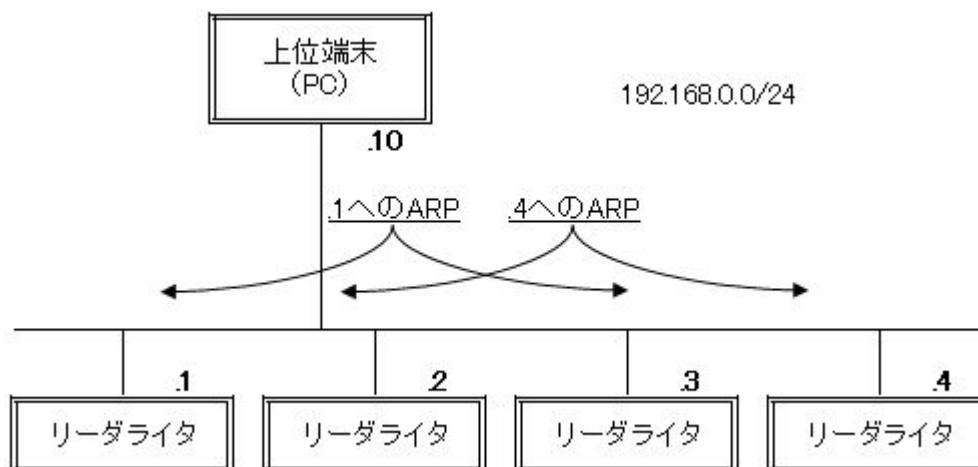 上位端末
(PC)
192.168.0.0/24
.10
.1へのARP
.4へのARP
.1
.2
.3
.4
リーダライタ
リーダライタ
リーダライタ
リーダライタ